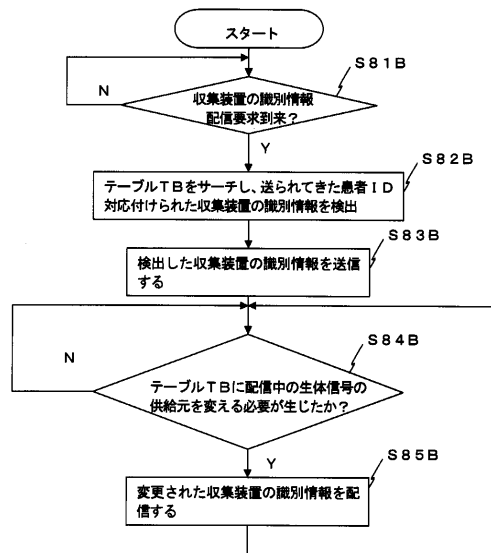 スタート
S81B
収集装置の識別情報
配信要求到来?
N
Y
S82B
テーブルTBをサーチし、送られてきた患者ID
対応付けられた収集装置の識別情報を検出
S83B
検出した収集装置の識別情報を送信
する
S84B
N
テーブルTBに配信中の生体信号の
供給元を変える必要が生じたか?
Y
S85B
変更された収集装置の識別情報を配
信する